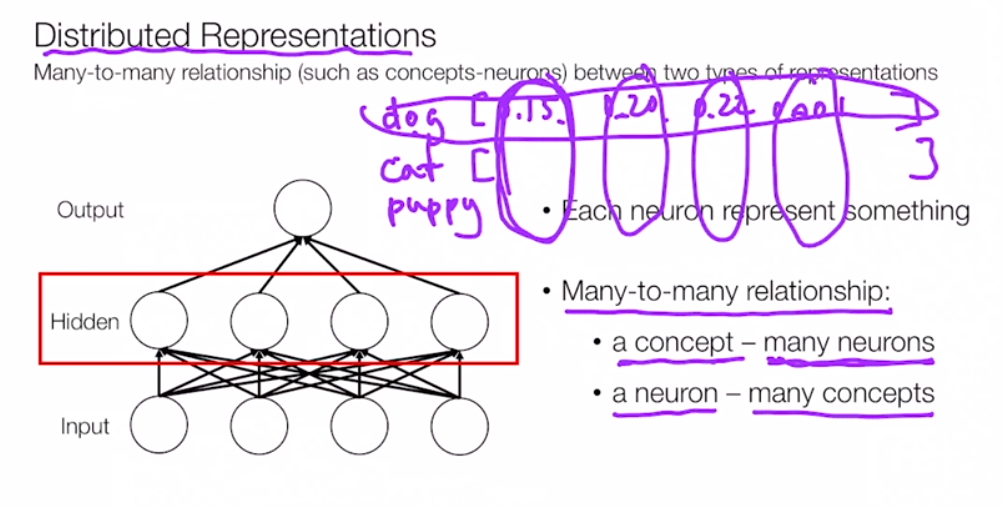 Distributed Representations
Many-to-many relationship (such as concepts-neurons) between two types of representations
dog [ 0.15 0.20 0.22 ]
cat [ ]
puppy
Output
• Each neuron represent something
Hidden
• Many-to-many relationship:
• a concept – many neurons
• a neuron – many concepts
Input